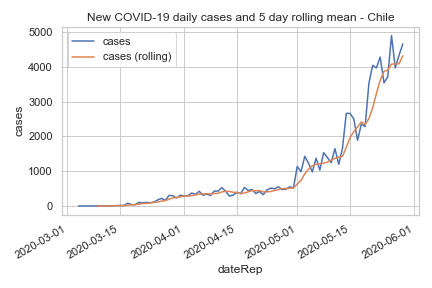 New COVID-19 daily cases and 5 day rolling mean - Chile
cases
cases (rolling)
5000
4000
3000
2000
1000
0
cases
2020-03-01
2020-03-15
2020-04-01
2020-04-15
2020-05-01
2020-05-15
2020-06-01
dateRep